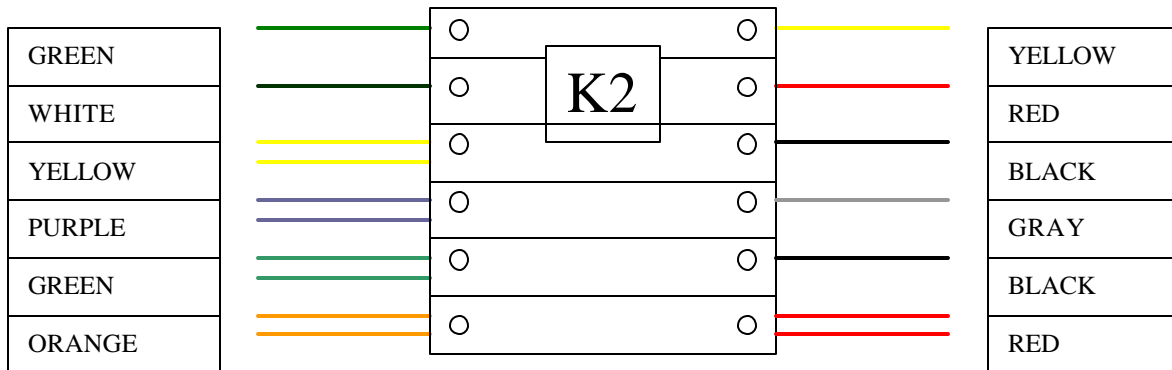 GREEN
WHITE
YELLOW
PURPLE
GREEN
ORANGE
K2
YELLOW
RED
BLACK
GRAY
BLACK
RED